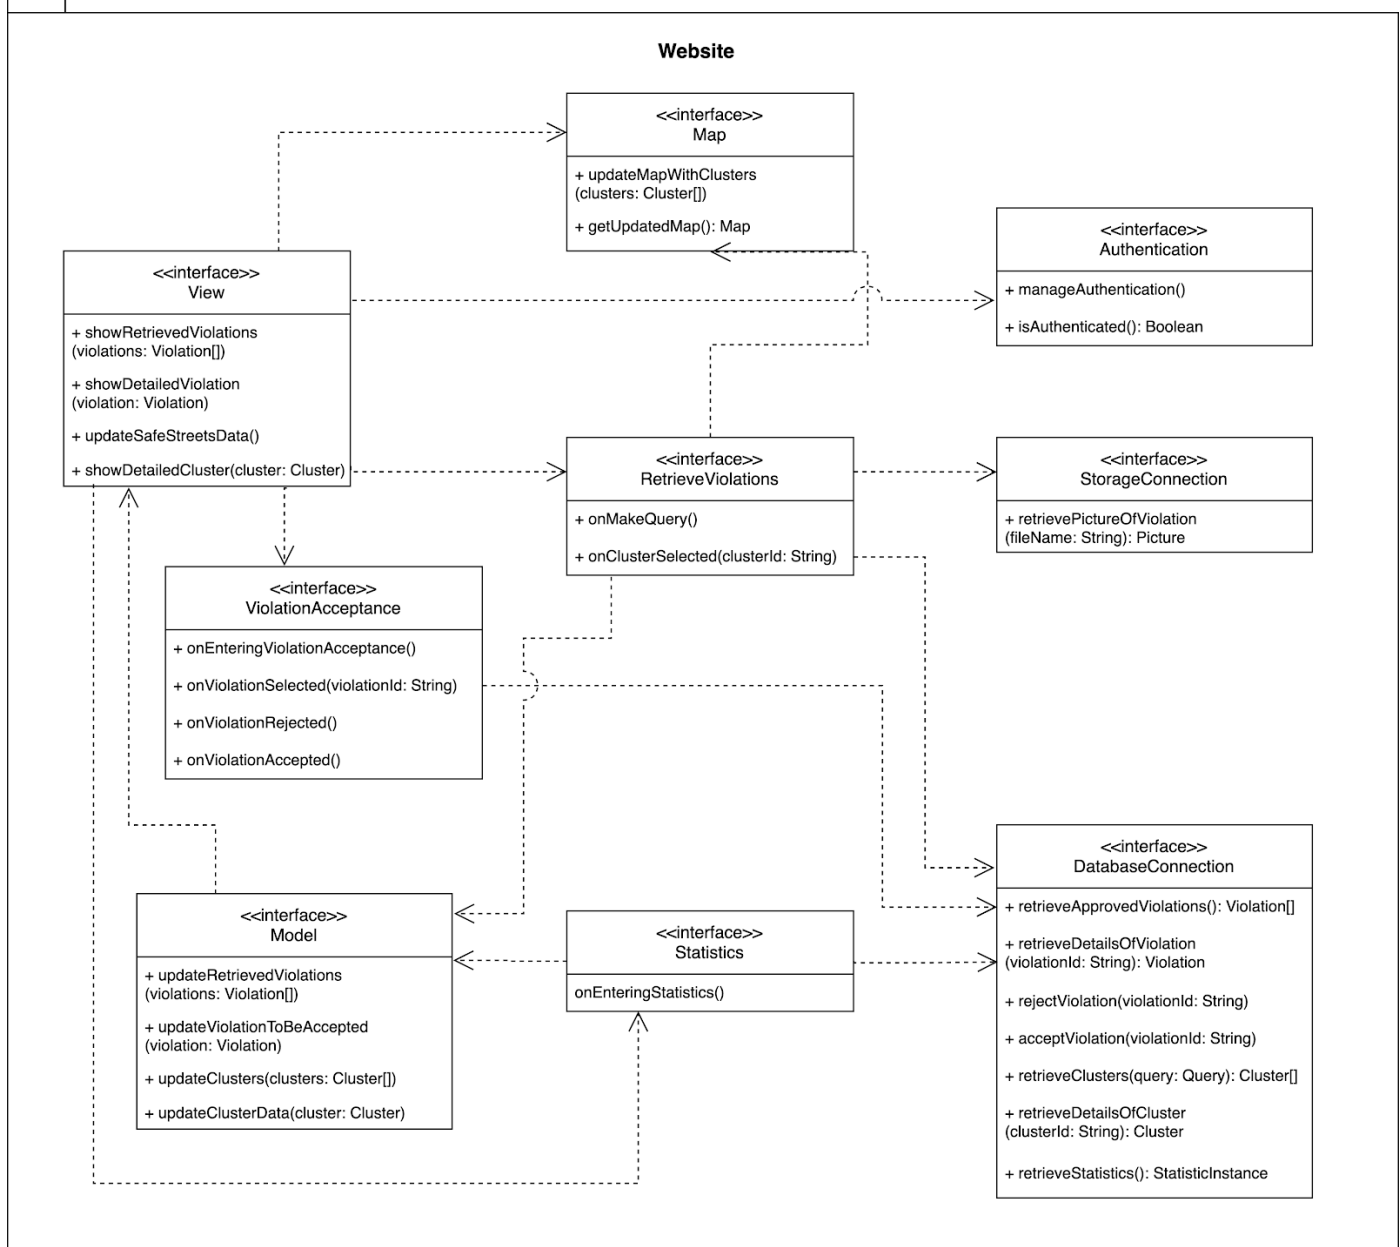 Website
<<interface>>
Map
+ updateMapWithClusters
(clusters: Cluster[])
+ getUpdatedMap(): Map
<<interface>>
Authentication
+ manageAuthentication()
+ isAuthenticated(): Boolean
<<interface>>
View
+ showRetrievedViolations
(violations: Violation[])
+ showDetailedViolation
(violation: Violation)
+ updateSafeStreetsData()
+ showDetailedCluster(cluster: Cluster)
<<interface>>
RetrieveViolations
+ onMakeQuery()
+ onClusterSelected(clusterId: String)
<<interface>>
StorageConnection
+ retrievePictureOfViolation
(fileName: String): Picture
<<interface>>
ViolationAcceptance
+ onEnteringViolationAcceptance()
+ onViolationSelected(violationId: String)
+ onViolationRejected()
+ onViolationAccepted()
<<interface>>
Model
+ updateRetrievedViolations
(violations: Violation[])
+ updateViolationToBeAccepted
(violation: Violation)
+ updateClusters(clusters: Cluster[])
+ updateClusterData(cluster: Cluster)
<<interface>>
Statistics
onEnteringStatistics()
<<interface>>
DatabaseConnection
+ retrieveApprovedViolations(): Violation[]
+ retrieveDetailsOfViolation
(violationId: String): Violation
+ rejectViolation(violationId: String)
+ acceptViolation(violationId: String)
+ retrieveClusters(query: Query): Cluster[]
+ retrieveDetailsOfCluster
(clusterId: String): Cluster
+ retrieveStatistics(): StatisticInstance